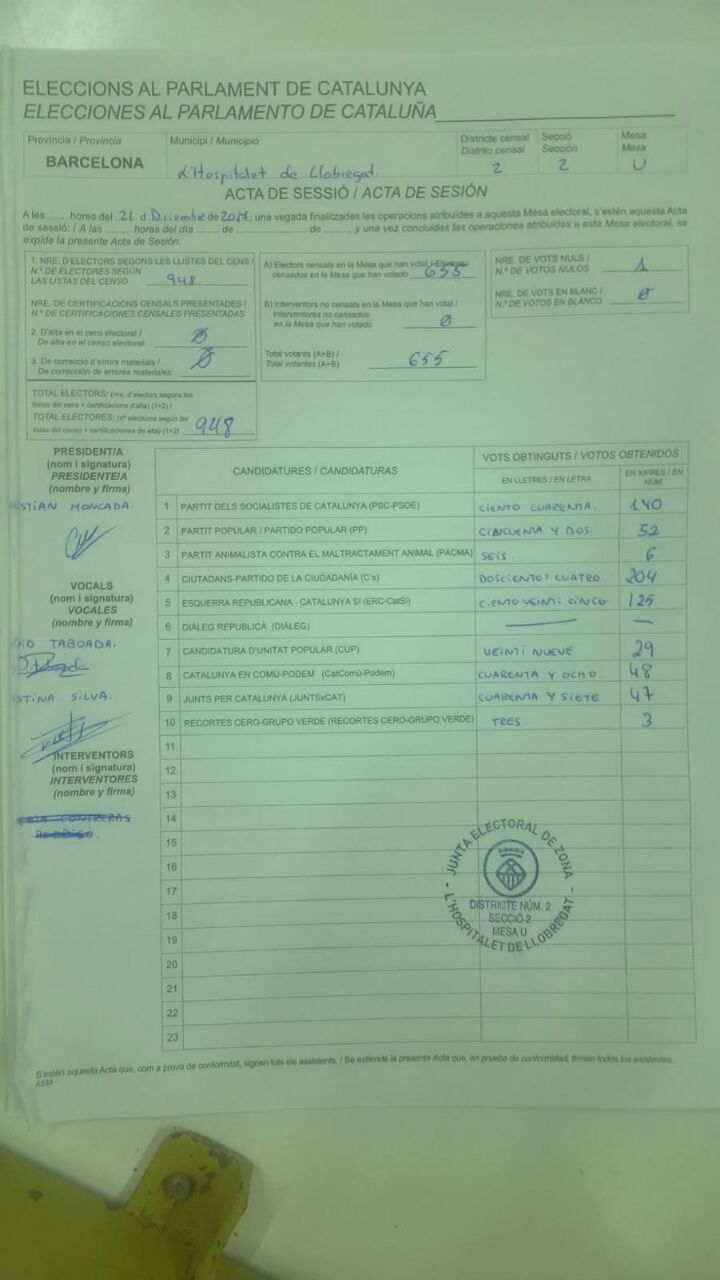 ELECCIONS AL PARLAMENT DE CATALUNYA
ELECCIONES AL PARLAMENTO DE CATALUÑA
Provincia / Provincia Municipi / Municipio Districte censal Secció Mesa
Distrito censal Sección Mesa
BARCELONA L'Hospitalet de Llobregat. 2 2 U
ACTA DE SESSIÓ / ACTA DE SESIÓN
A les ...... hores del 21 d Diciembre de 2017, una vegada finalitzades les operacions atribuïdes a aquesta Mesa electoral, s'estén aquesta Acta
de sessió: / A las ........ horas del día ........ de .................... de ........, y una vez concluidas las operaciones atribuidas a esta Mesa electoral, se
expide la presente Acta de Sesión:
1. NRE. D'ELECTORS SEGONS LES LLISTES DEL CENS /
N.º DE ELECTORES SEGÚN
LAS LISTAS DEL CENSO 948
NRE. DE CERTIFICACIONS CENSALS PRESENTADES /
N.º DE CERTIFICACIONES CENSALES PRESENTADAS
2. D'alta en el cens electoral /
De alta en el censo electoral: Ø
3. De correcció d'errors materials /
De corrección de errores materiales: Ø
TOTAL ELECTORS: (nre. d'electors segons les
llistes del cens + certificacions d'alta) (1+2) /
TOTAL ELECTORES: (nº electores según las
listas del censo + certificaciones de alta) (1+2) 948
A) Electors censats en la Mesa que han votat / Electores
censados en la Mesa que han votado 655
B) Interventors no censats en la Mesa que han votat /
Interventores no censados
en la Mesa que han votado Ø
Total votants (A+B) /
Total votantes (A+B) 655
NRE. DE VOTS NULS /
N.º DE VOTOS NULOS 1
NRE. DE VOTS EN BLANC /
N.º DE VOTOS EN BLANCO Ø
PRESIDENT/A
(nom i signatura)
PRESIDENTE/A
(nombre y firma)
STIAN MONCADA.
VOCALS
(nom i signatura)
VOCALES
(nombre y firma)
ID TABOADA.
STINA SILVA.
INTERVENTORS
(nom i signatura)
INTERVENTORES
(nombre y firma)
CANDIDATURES / CANDIDATURAS VOTS OBTINGUTS / VOTOS OBTENIDOS
EN LLETRES / EN LETRA EN XIFRES / EN NÚM
1 PARTIT DELS SOCIALISTES DE CATALUNYA (PSC-PSOE) CIENTO CUARENTA. 140
2 PARTIT POPULAR / PARTIDO POPULAR (PP) CINCUENTA Y DOS. 52
3 PARTIT ANIMALISTA CONTRA EL MALTRACTAMENT ANIMAL (PACMA) SEIS. 6
4 CIUTADANS-PARTIDO DE LA CIUDADANÍA (C's) DOSCIENTOS CUATRO 204
5 ESQUERRA REPUBLICANA - CATALUNYA SI (ERC-CatSí) CIENTO VEINTI CINCO 125
6 DIÀLEG REPUBLICÀ (DIÀLEG) — —
7 CANDIDATURA D'UNITAT POPULAR (CUP) VEINTI NUEVE 29
8 CATALUNYA EN COMÚ-PODEM (CatComú-Podem) CUARENTA Y OCHO 48
9 JUNTS PER CATALUNYA (JUNTSxCAT) CUARENTA Y SIETE 47
10 RECORTES CERO-GRUPO VERDE (RECORTES CERO-GRUPO VERDE) TRES 3
11
12
13
14
15
16
17
18
19
20
21
22
23
JUNTA ELECTORAL DE ZONA
DISTRICTE NÚM. 2
SECCIÓ 2
MESA U
L'HOSPITALET DE LLOBREGAT
S'estén aquesta Acta que, com a prova de conformitat, signen tots els assistents. / Se extiende la presente Acta que, en prueba de conformidad, firman todos los asistentes.
ASM